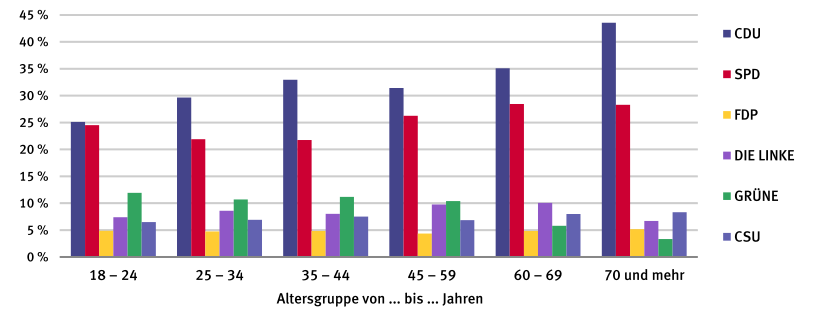 45 %
40 %
35 %
30 %
25 %
20 %
15 %
10 %
5 %
0 %
18 – 24
25 – 34
35 – 44
45 – 59
60 – 69
70 und mehr
Altersgruppe von ... bis ... Jahren
CDU
SPD
FDP
DIE LINKE
GRÜNE
CSU